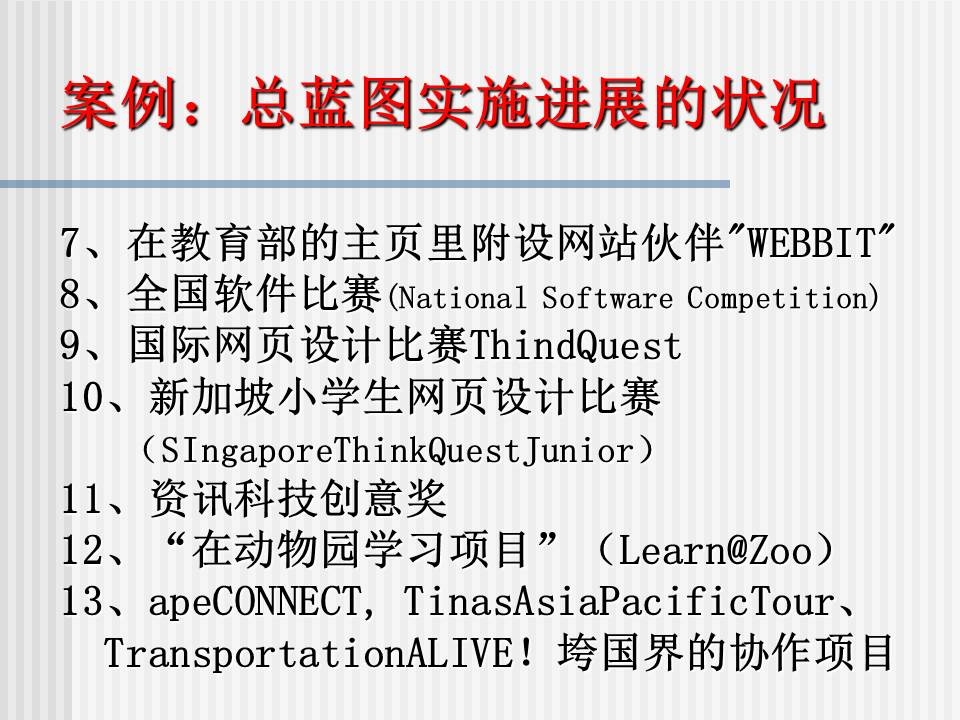 案例：总蓝图实施进展的状况
7、在教育部的主页里附设网站伙伴"WEBBIT"
8、全国软件比赛(National Software Competition)
9、国际网页设计比赛ThindQuest
10、新加坡小学生网页设计比赛
（SIngaporeThinkQuestJunior）
11、资讯科技创意奖
12、“在动物园学习项目”（Learn@Zoo）
13、apeCONNECT, TinasAsiaPacificTour、
TransportationALIVE！垮国界的协作项目